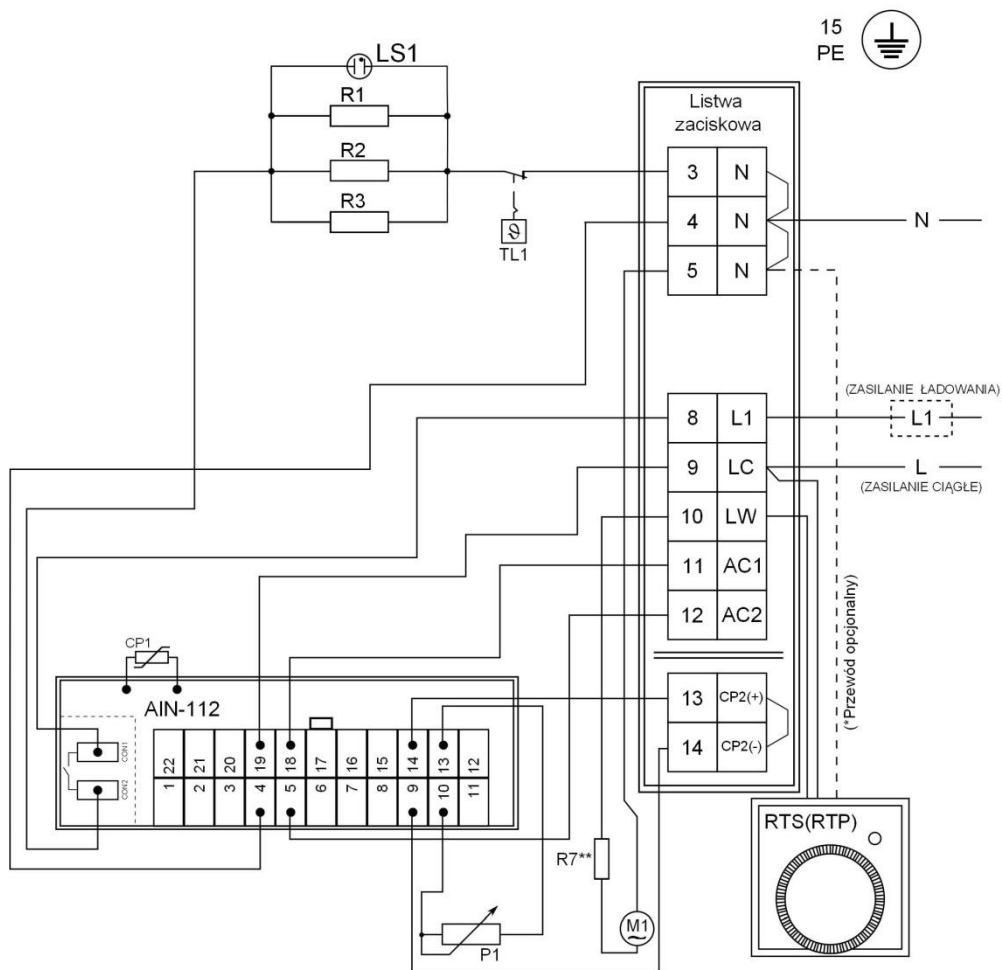 15
PE
LS1
R1
R2
R3
TL1
Listwa
zaciskowa
3 N
4 N
5 N
N
8 L1
9 LC
10 LW
11 AC1
12 AC2
13 CP2(+)
14 CP2(-)
(ZASILANIE ŁADOWANIA)
L1
L
(ZASILANIE CIĄGŁE)
(*Przewód opcjonalny)
CP1
AIN-112
CON1
CON2
22 21 20 19 18 17 16 15 14 13 12
1 2 3 4 5 6 7 8 9 10 11
R7**
M1
P1
RTS(RTP)